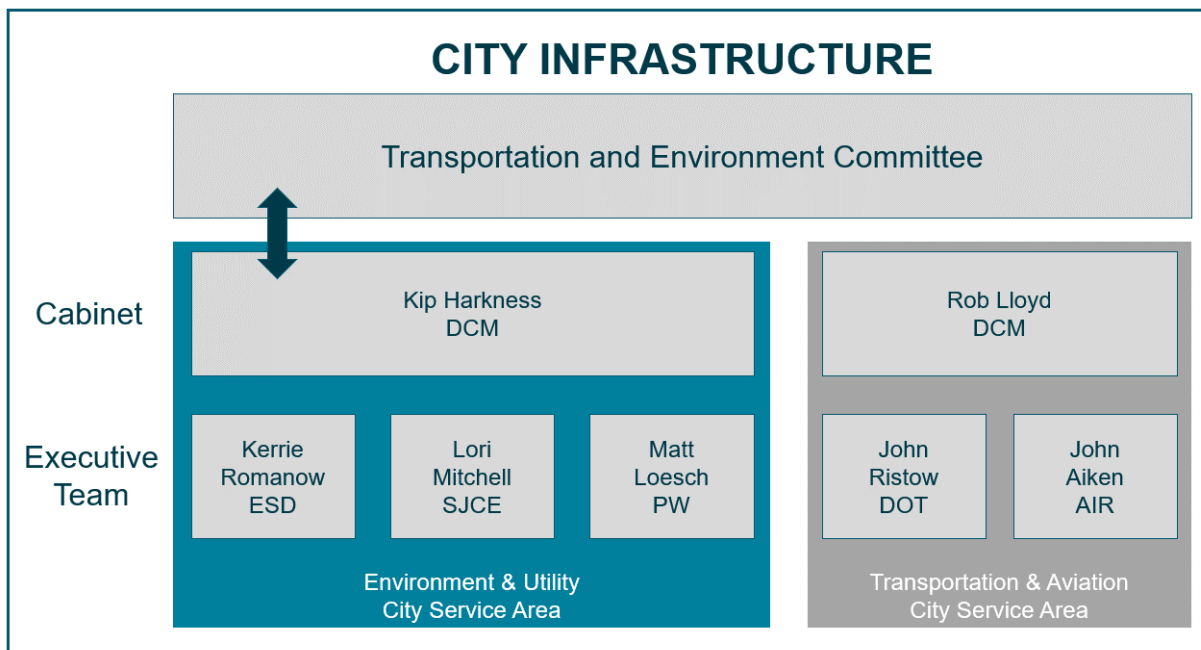 CITY INFRASTRUCTURE
Transportation and Environment Committee
Cabinet
Kip Harkness
DCM
Rob Lloyd
DCM
Executive
Team
Kerrie
Romanow
ESD
Lori
Mitchell
SJCE
Matt
Loesch
PW
John
Ristow
DOT
John
Aiken
AIR
Environment & Utility
City Service Area
Transportation & Aviation
City Service Area